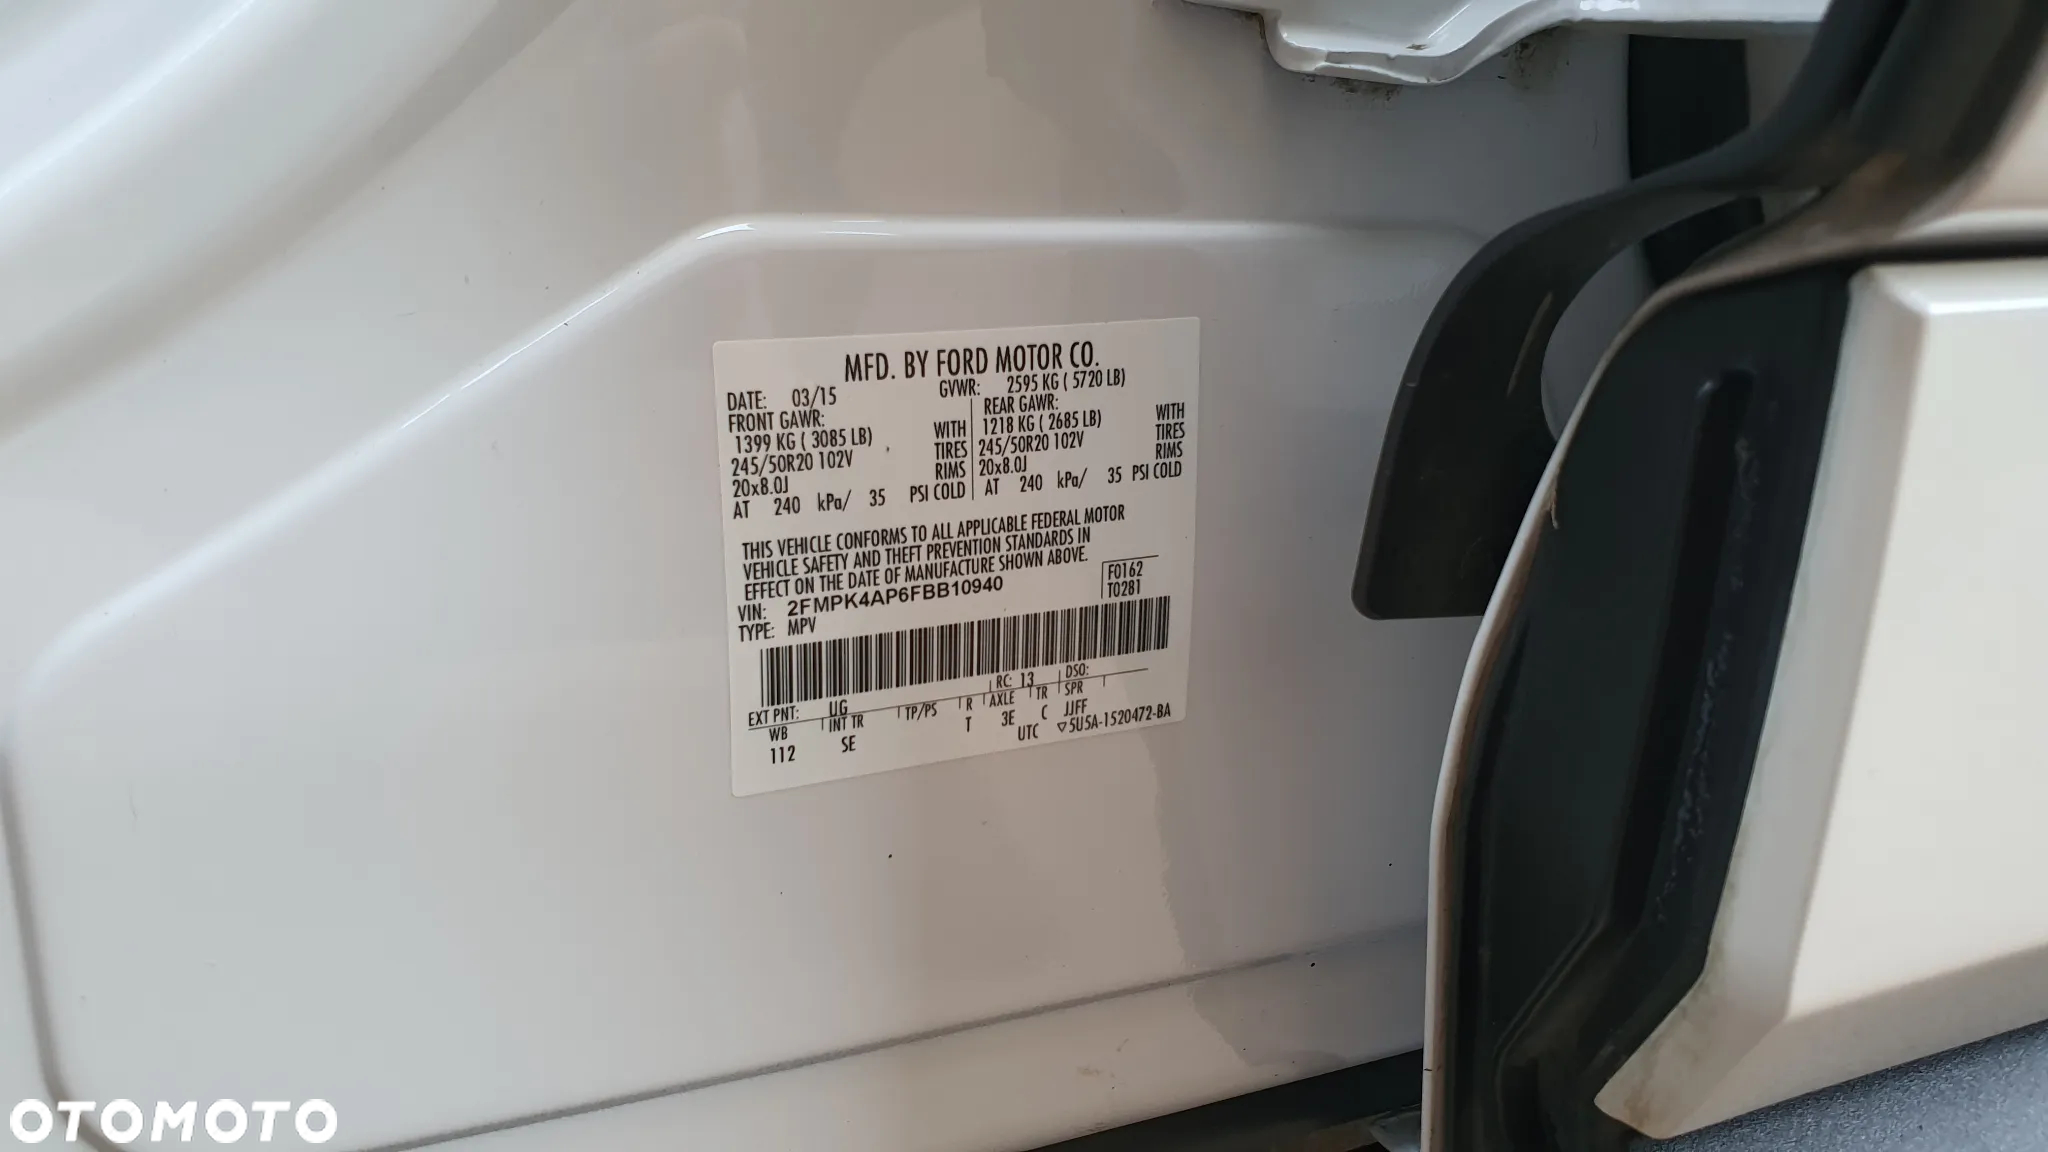 MFD. BY FORD MOTOR CO.
DATE: 03/15 GVWR: 2595 KG ( 5720 LB)
FRONT GAWR: REAR GAWR:
1399 KG ( 3085 LB) WITH 1218 KG ( 2685 LB) WITH
245/50R20 102V TIRES 245/50R20 102V TIRES
20x8.0J RIMS 20x8.0J RIMS
AT 240 kPa/ 35 PSI COLD AT 240 kPa/ 35 PSI COLD
THIS VEHICLE CONFORMS TO ALL APPLICABLE FEDERAL MOTOR
VEHICLE SAFETY AND THEFT PREVENTION STANDARDS IN
EFFECT ON THE DATE OF MANUFACTURE SHOWN ABOVE.
VIN: 2FMPK4AP6FBB10940 F0162
TYPE: MPV T0281
EXT PNT: UG RC: 13 DSO:
WB INT TR TP/PS R AXLE TR SPR
112 SE T 3E C JJFF
UTC ▽5U5A-1520472-BA
OTOMOTO